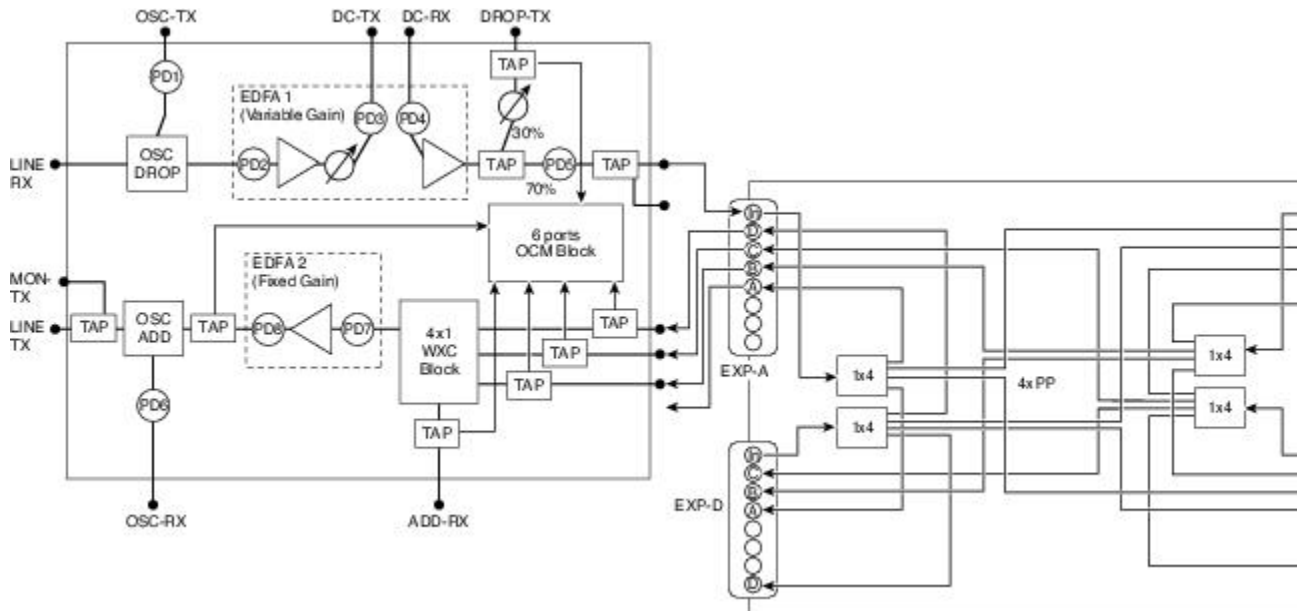 OSC-TX
DC-TX
DC-RX
DROP-TX
PD1
TAP
EDFA 1
(Variable Gain)
PD3
PD4
30%
LINE
RX
OSC
DROP
PD2
TAP
PD5
TAP
70%
6 ports
OCM Block
MON-
TX
LINE
TX
TAP
OSC
ADD
TAP
EDFA 2
(Fixed Gain)
PD8
PD7
4x1
WXC
Block
TAP
TAP
TAP
TAP
PD6
OSC-RX
ADD-RX
In
D
C
B
A
EXP-A
1x4
1x4
4xPP
1x4
1x4
EXP-D
In
C
B
A
D